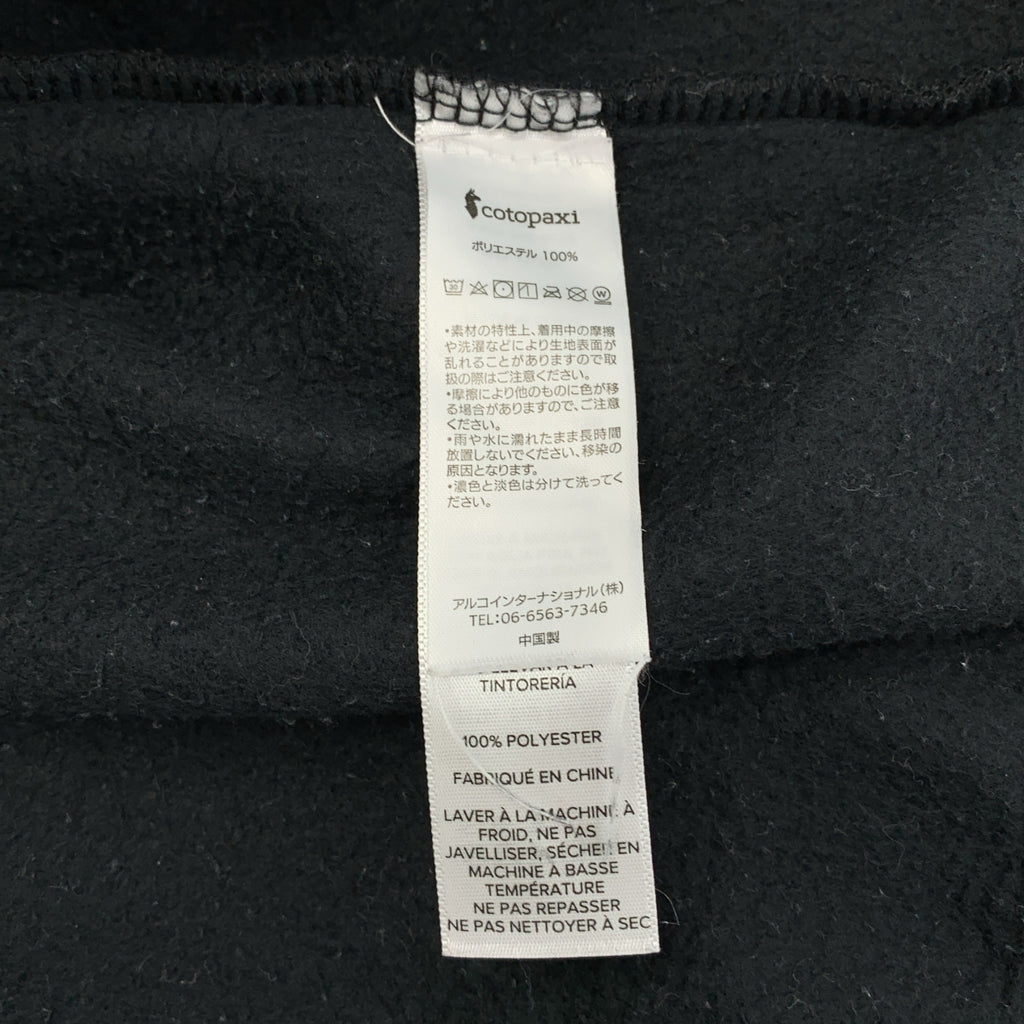 cotopaxi
ポリエステル 100%
30
W
•素材の特性上、着用中の摩擦
や洗濯などにより生地表面が
乱れることがありますので取
扱の際はご注意ください。
•摩擦により他のものに色が移
る場合がありますので、ご注意
ください。
•雨や水に濡れたまま長時間
放置しないでください、移染の
原因となります。
•濃色と淡色は分けて洗ってく
ださい。
アルコインターナショナル(株)
TEL:06-6563-7346
中国製
A LA
TINTORERÍA
100% POLYESTER
FABRIQUÉ EN CHINE
LAVER À LA MACHINE À
FROID, NE PAS
JAVELLISER, SÉCHER EN
MACHINE À BASSE
TEMPÉRATURE
NE PAS REPASSER
NE PAS NETTOYER À SEC